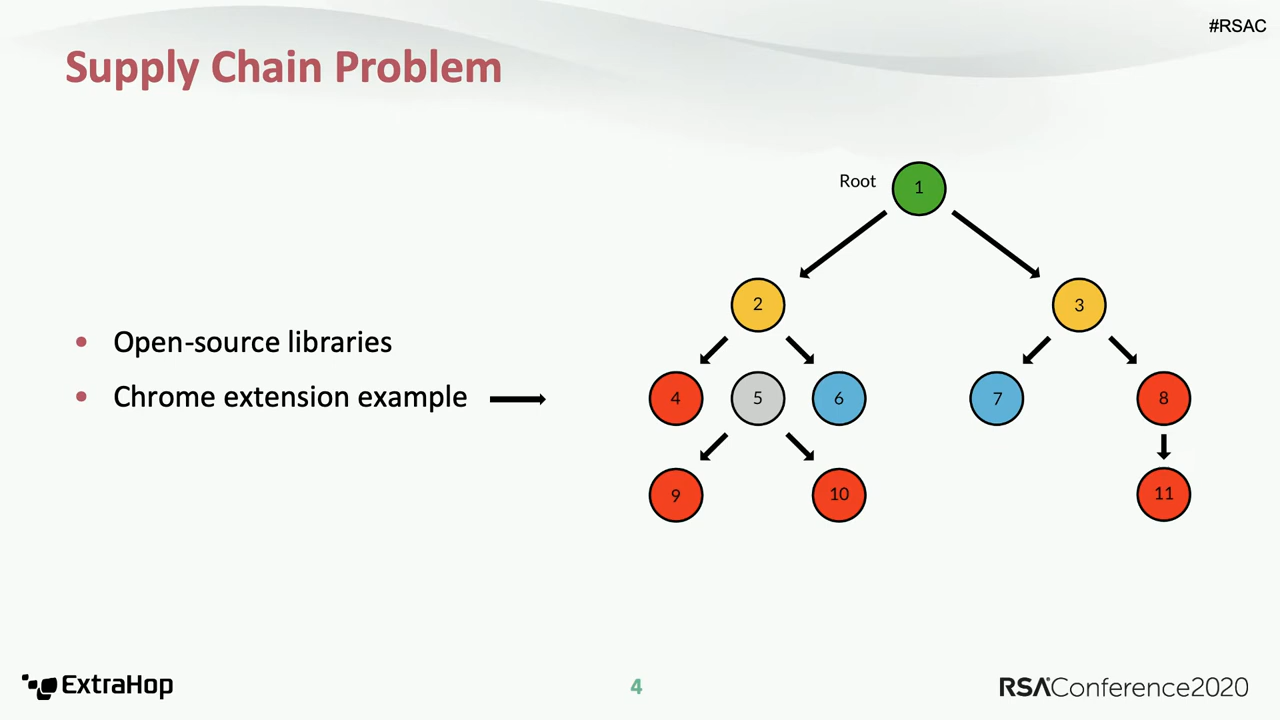 #RSAC
Supply Chain Problem
Root
1
2
3
• Open-source libraries
• Chrome extension example
4
5
6
7
8
9
10
11
ExtraHop
4
RSAConference2020